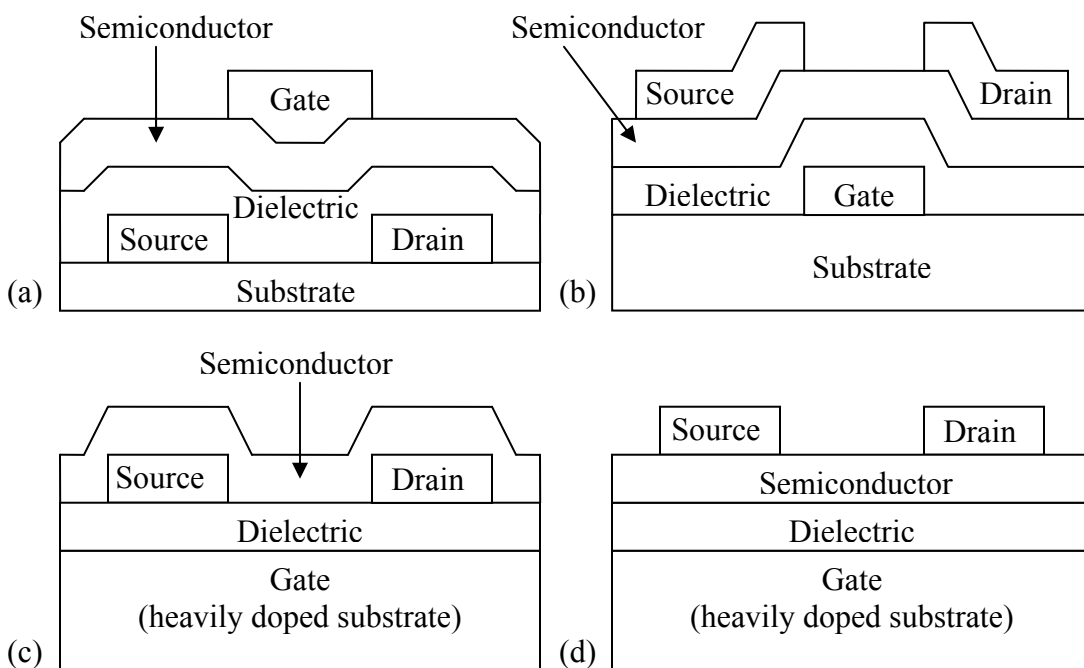 Semiconductor
Gate
Dielectric
Source
Drain
Substrate
(a)
Semiconductor
Source
Drain
Dielectric
Gate
Substrate
(b)
Semiconductor
Source
Drain
Dielectric
Gate
(heavily doped substrate)
(c)
Source
Drain
Semiconductor
Dielectric
Gate
(heavily doped substrate)
(d)